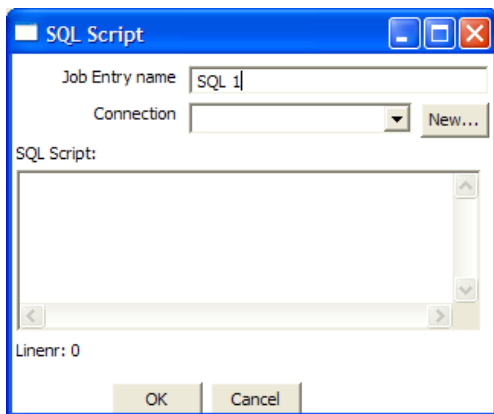 SQL Script
Job Entry name SQL 1
Connection New...
SQL Script:
Linenr: 0
OK Cancel